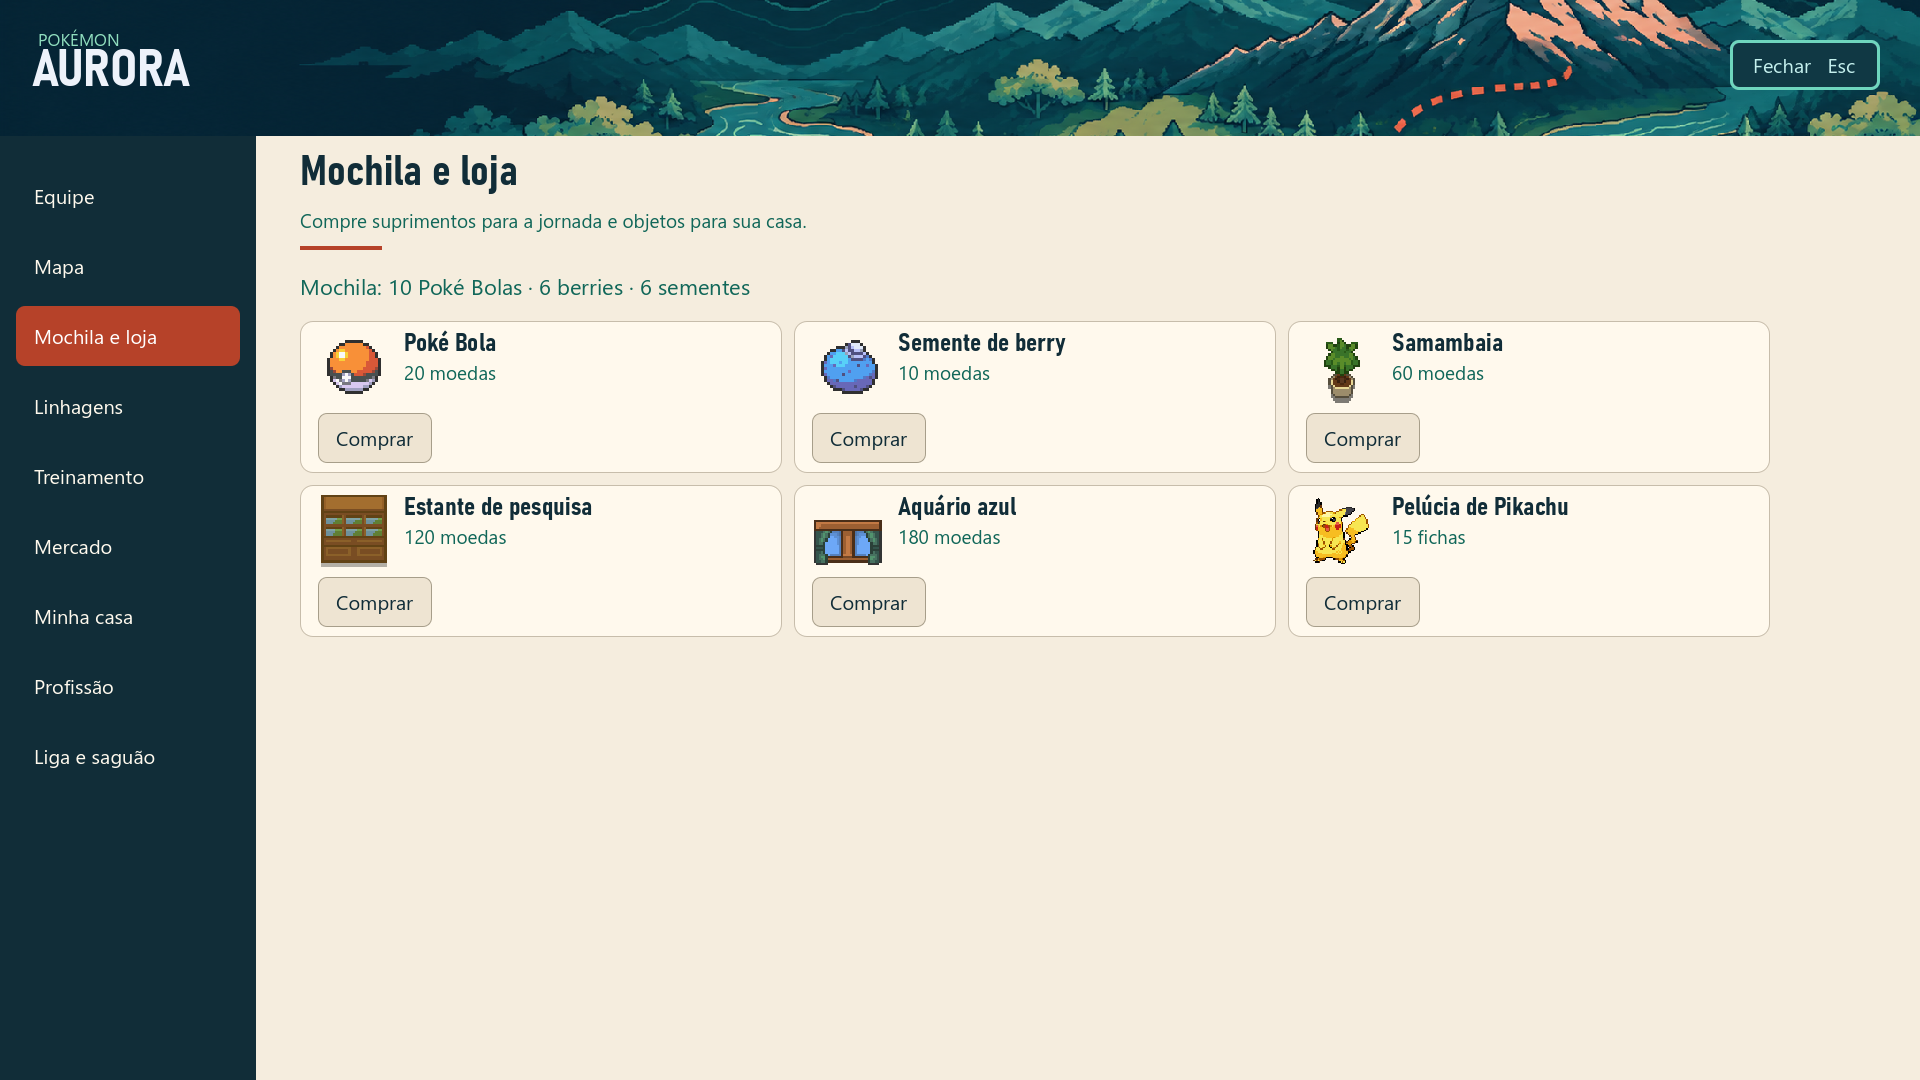 POKÉMON
AURORA
Fechar Esc
Equipe
Mapa
Mochila e loja
Linhagens
Treinamento
Mercado
Minha casa
Profissão
Liga e saguão
Mochila e loja
Compre suprimentos para a jornada e objetos para sua casa.
Mochila: 10 Poké Bolas · 6 berries · 6 sementes
Poké Bola
20 moedas
Comprar
Semente de berry
10 moedas
Comprar
Samambaia
60 moedas
Comprar
Estante de pesquisa
120 moedas
Comprar
Aquário azul
180 moedas
Comprar
Pelúcia de Pikachu
15 fichas
Comprar